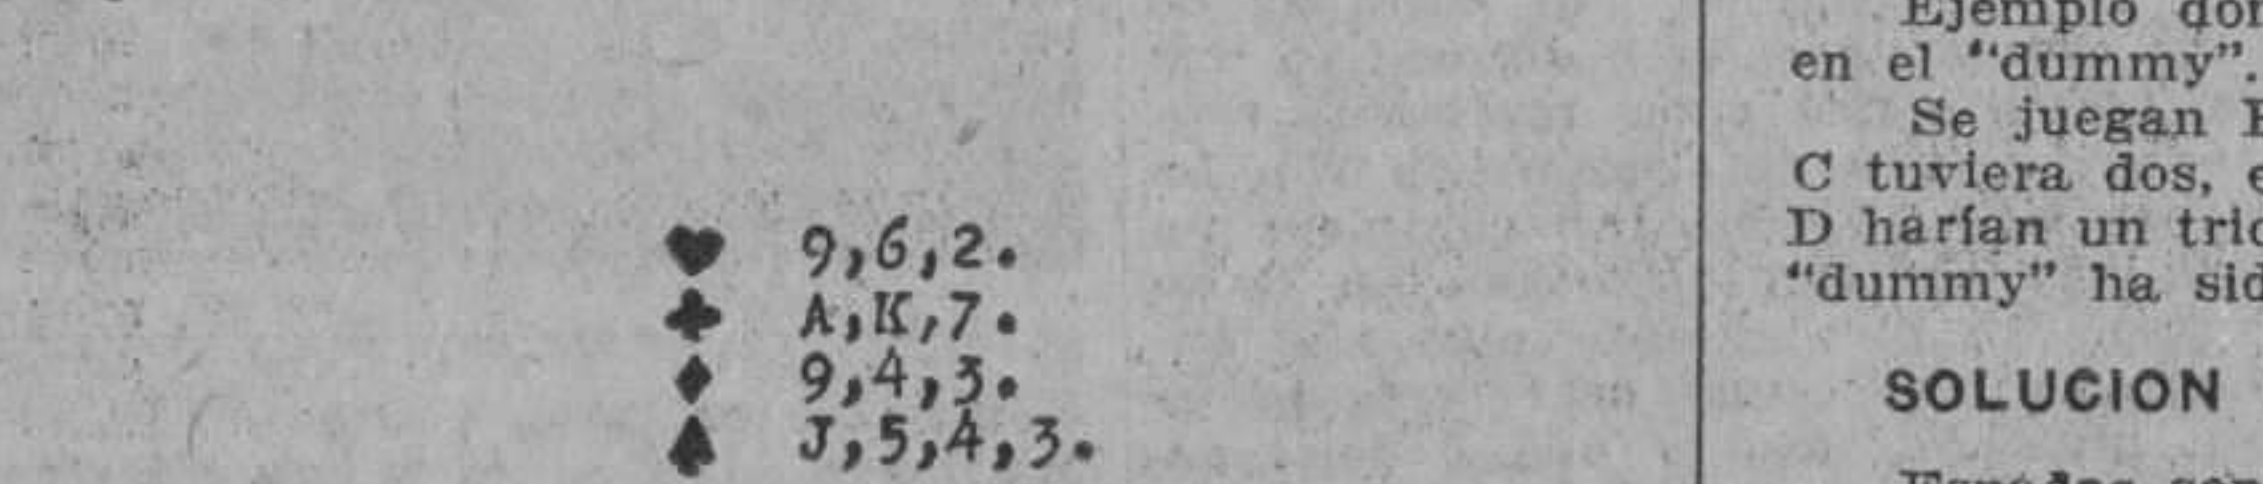 ♥ 9,6,2.
♣ A,K,7.
♦ 9,4,3.
♠ J,5,4,3.
Ejemplo
en el "dummy".
Se juegan
C tuviera dos,
D harían un
"dummy" ha
SOLUCION